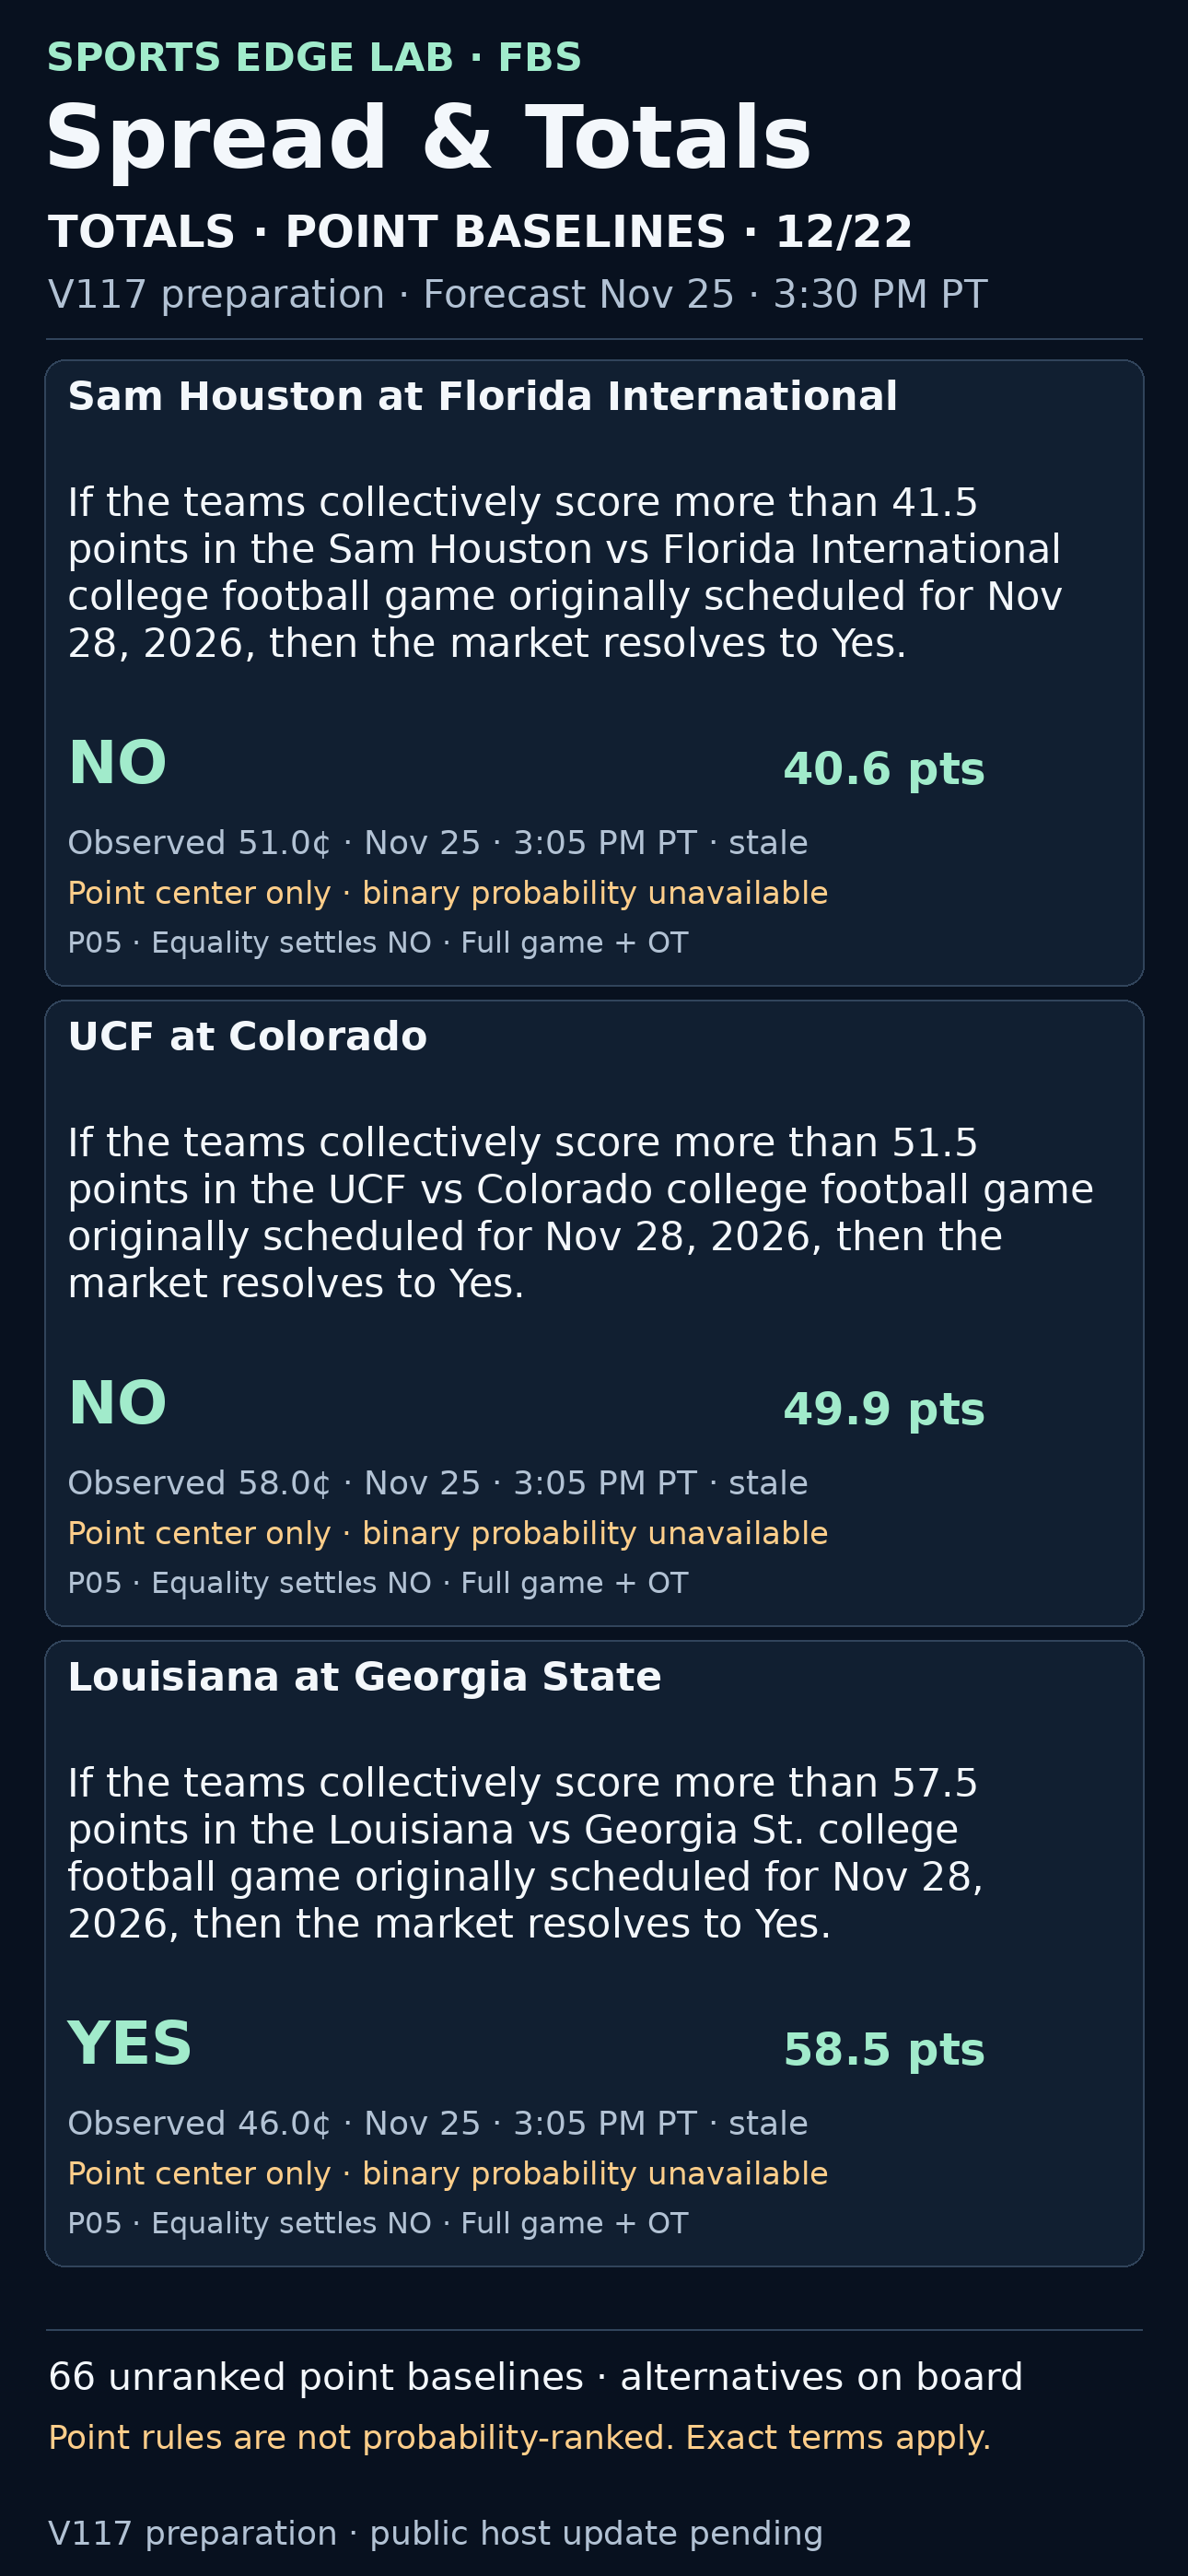 SPORTS EDGE LAB · FBS
Spread & Totals
TOTALS · POINT BASELINES · 12/22
V117 preparation · Forecast Nov 25 · 3:30 PM PT
Sam Houston at Florida International
If the teams collectively score more than 41.5
points in the Sam Houston vs Florida International
college football game originally scheduled for Nov
28, 2026, then the market resolves to Yes.
NO 40.6 pts
Observed 51.0¢ · Nov 25 · 3:05 PM PT · stale
Point center only · binary probability unavailable
P05 · Equality settles NO · Full game + OT
UCF at Colorado
If the teams collectively score more than 51.5
points in the UCF vs Colorado college football game
originally scheduled for Nov 28, 2026, then the
market resolves to Yes.
NO 49.9 pts
Observed 58.0¢ · Nov 25 · 3:05 PM PT · stale
Point center only · binary probability unavailable
P05 · Equality settles NO · Full game + OT
Louisiana at Georgia State
If the teams collectively score more than 57.5
points in the Louisiana vs Georgia St. college
football game originally scheduled for Nov 28,
2026, then the market resolves to Yes.
YES 58.5 pts
Observed 46.0¢ · Nov 25 · 3:05 PM PT · stale
Point center only · binary probability unavailable
P05 · Equality settles NO · Full game + OT
66 unranked point baselines · alternatives on board
Point rules are not probability-ranked. Exact terms apply.
V117 preparation · public host update pending